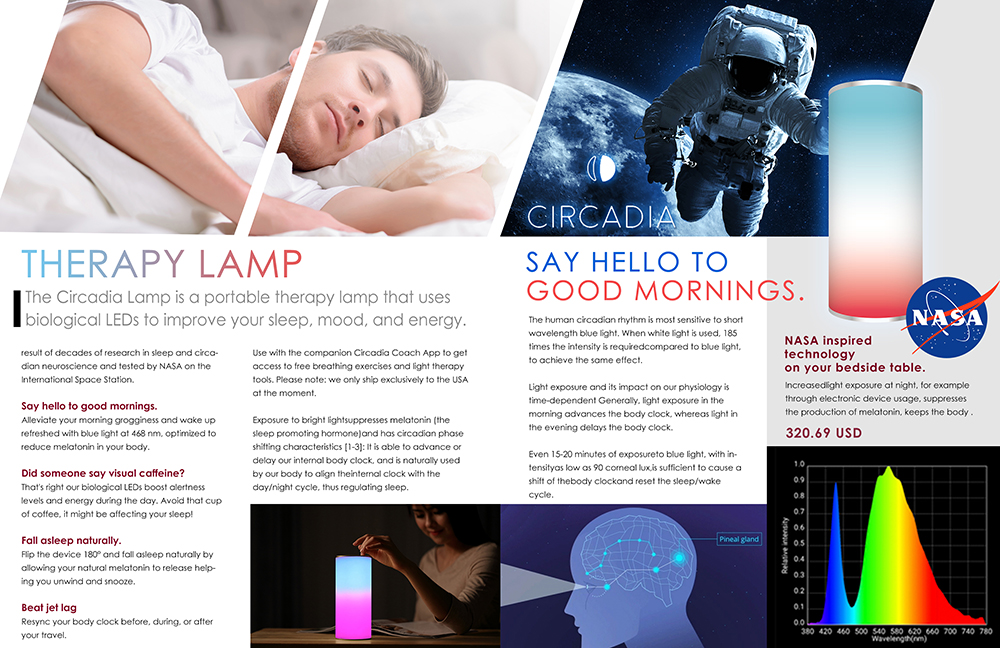 CIRCADIA
THERAPY LAMP
The Circadia Lamp is a portable therapy lamp that uses
biological LEDs to improve your sleep, mood, and energy.
result of decades of research in sleep and circa-
dian neuroscience and tested by NASA on the
International Space Station.
Say hello to good mornings.
Alleviate your morning grogginess and wake up
refreshed with blue light at 468 nm, optimized to
reduce melatonin in your body.
Did someone say visual caffeine?
That's right our biological LEDs boost alertness
levels and energy during the day. Avoid that cup
of coffee, it might be affecting your sleep!
Fall asleep naturally.
Flip the device 180º and fall asleep naturally by
allowing your natural melatonin to release help-
ing you unwind and snooze.
Beat jet lag
Resync your body clock before, during, or after
your travel.
Use with the companion Circadia Coach App to get
access to free breathing exercises and light therapy
tools. Please note: we only ship exclusively to the USA
at the moment.
Exposure to bright lightsuppresses melatonin (the
sleep promoting hormone)and has circadian phase
shifting characteristics [1-3]: It is able to advance or
delay our internal body clock, and is naturally used
by our body to align theinternal clock with the
day/night cycle, thus regulating sleep.
SAY HELLO TO
GOOD MORNINGS.
The human circadian rhythm is most sensitive to short
wavelength blue light. When white light is used, 185
times the intensity is requiredcompared to blue light,
to achieve the same effect.
Light exposure and its impact on our physiology is
time-dependent Generally, light exposure in the
morning advances the body clock, whereas light in
the evening delays the body clock.
Even 15-20 minutes of exposureto blue light, with in-
tensityas low as 90 corneal lux,is sufficient to cause a
shift of thebody clockand reset the sleep/wake
cycle.
NASA
NASA inspired
technology
on your bedside table.
Increasedlight exposure at night, for example
through electronic device usage, suppresses
the production of melatonin, keeps the body .
320.69 USD
Pineal gland
Relative intensity
1.0
0.9
0.8
0.7
0.6
0.5
0.4
0.3
0.2
0.1
0.0
380 420 460 500 540 580 620 660 700 740 780
Wavelength(nm)